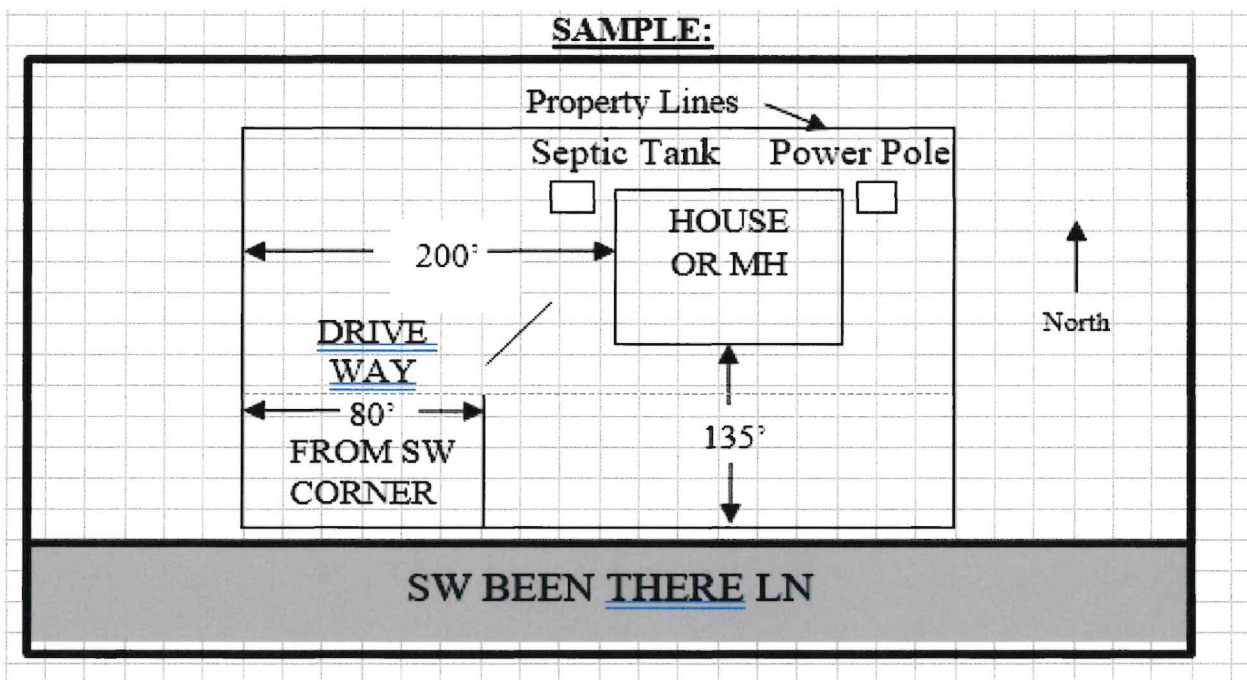 SAMPLE:
Property Lines
Septic Tank
Power Pole
HOUSE
OR MH
200'
North
DRIVE
WAY
80'
FROM SW
CORNER
135'
SW BEEN THERE LN